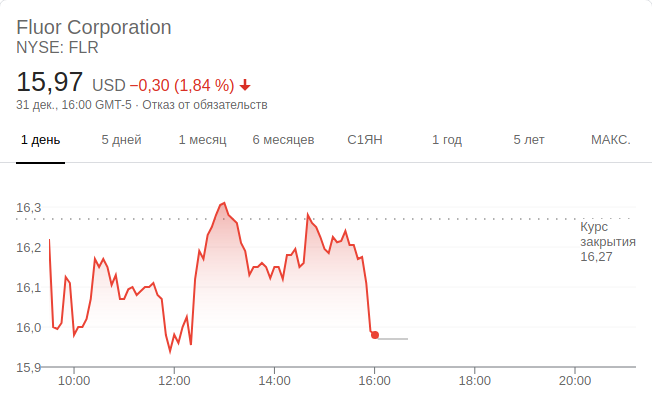 Fluor Corporation
NYSE: FLR
15,97 USD −0,30 (1,84 %)
31 дек., 16:00 GMT-5 · Отказ от обязательств
1 день 5 дней 1 месяц 6 месяцев С1ЯН 1 год 5 лет МАКС.
16,3
Курс
закрытия
16,27
16,2
16,1
16,0
15,9
10:00 12:00 14:00 16:00 18:00 20:00